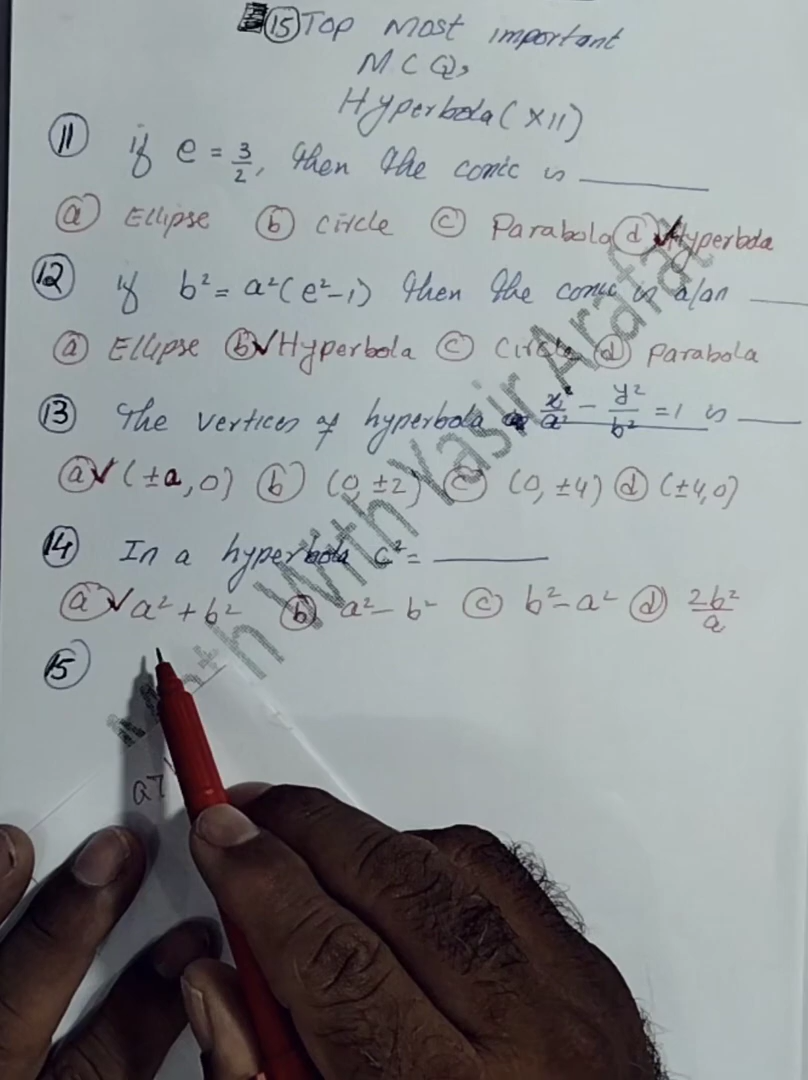 ⑮ Top Most important
MCQs
Hyperbola (XII)
⑪ if e = 3/2, then the conic is ______
ⓐ Ellipse ⓑ circle ⓒ Parabola ⓓ ✓ Hyperbola
⑫ if b² = a²(e²-1) then the conic is a/an ____
ⓐ Ellipse ⓑ ✓ Hyperbola ⓒ Circle ⓓ Parabola
⑬ The vertices of hyperbola x²/a² - y²/b² = 1 is ____
ⓐ ✓ (±a, 0) ⓑ (0, ±2) ⓒ (0, ±4) ⓓ (±4, 0)
⑭ In a hyperbola c² = ______
ⓐ ✓ a² + b² ⓑ a² - b² ⓒ b² - a² ⓓ 2b²/a
⑮
Math With Yasir Arafat